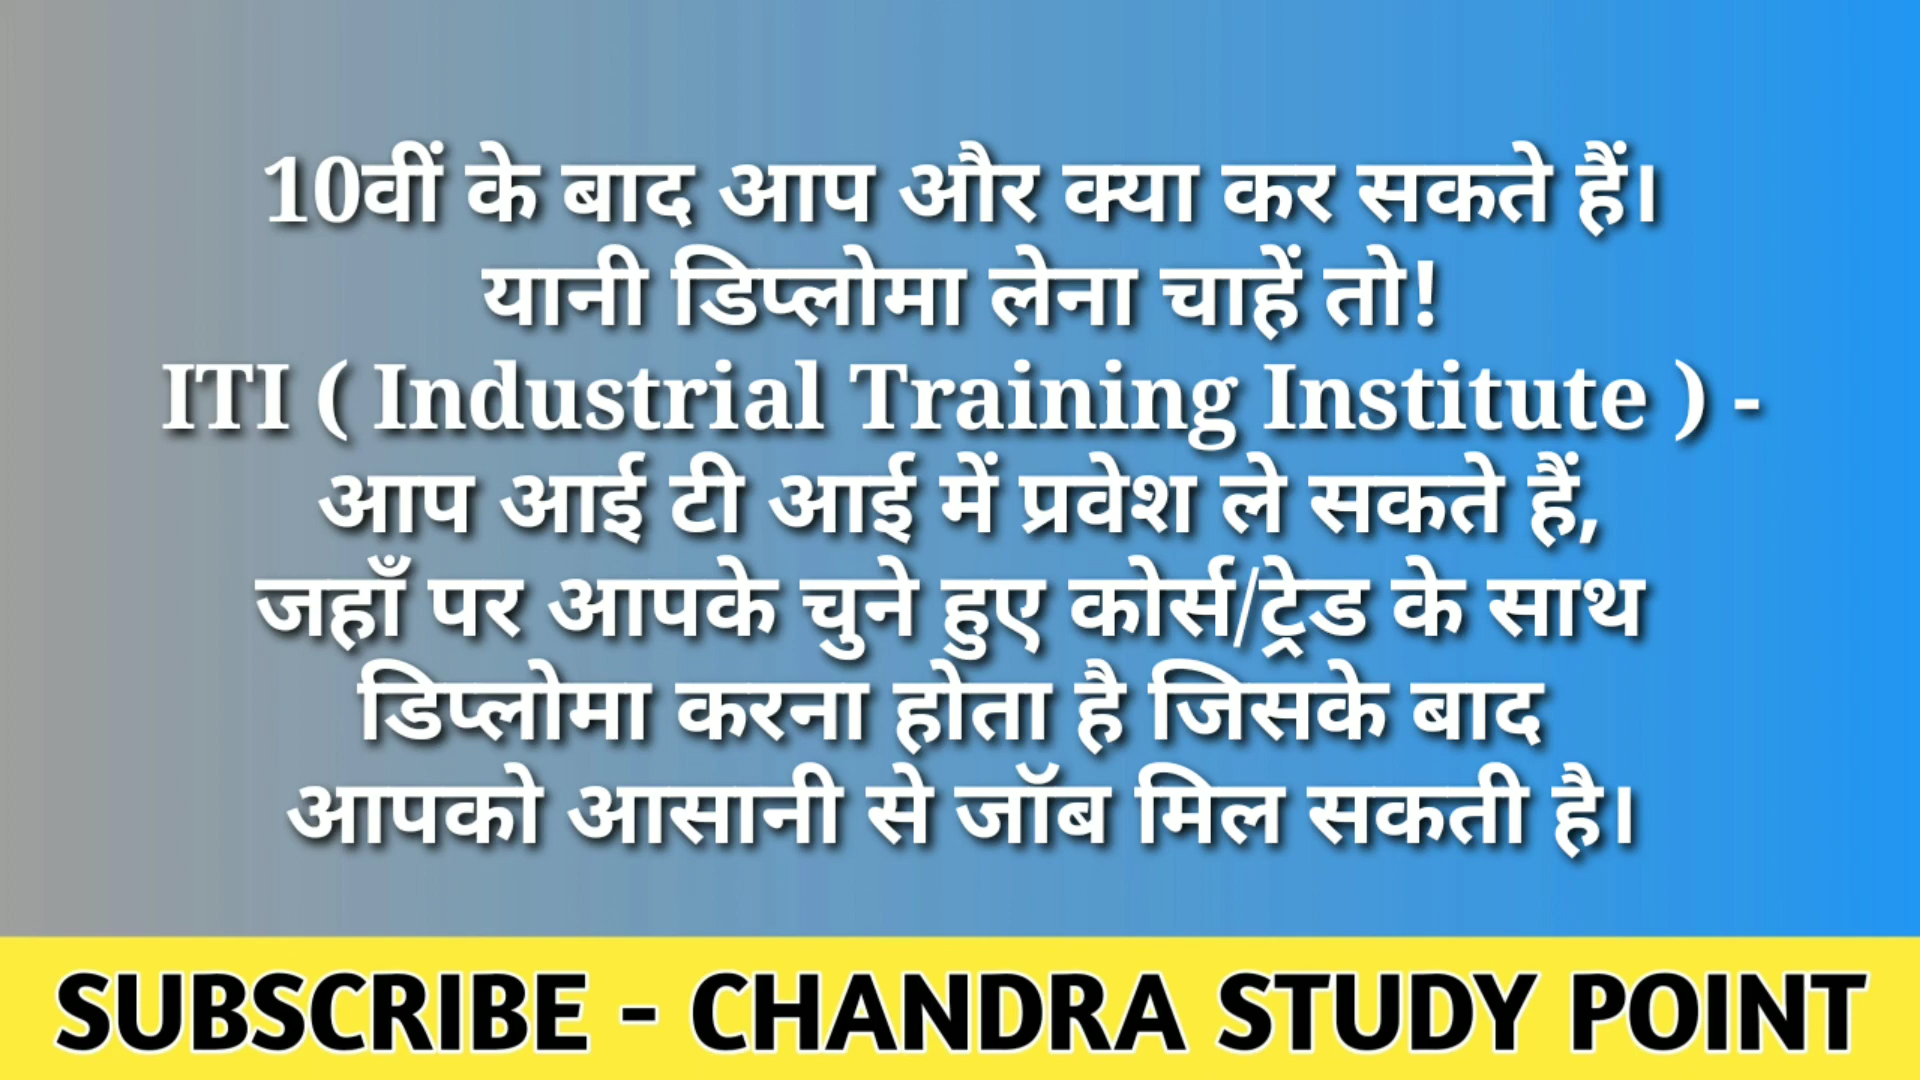 10वीं के बाद आप और क्या कर सकते हैं।
यानी डिप्लोमा लेना चाहें तो!
ITI ( Industrial Training Institute ) -
आप आई टी आई में प्रवेश ले सकते हैं,
जहाँ पर आपके चुने हुए कोर्स/ट्रेड के साथ
डिप्लोमा करना होता है जिसके बाद
आपको आसानी से जॉब मिल सकती है।
SUBSCRIBE - CHANDRA STUDY POINT